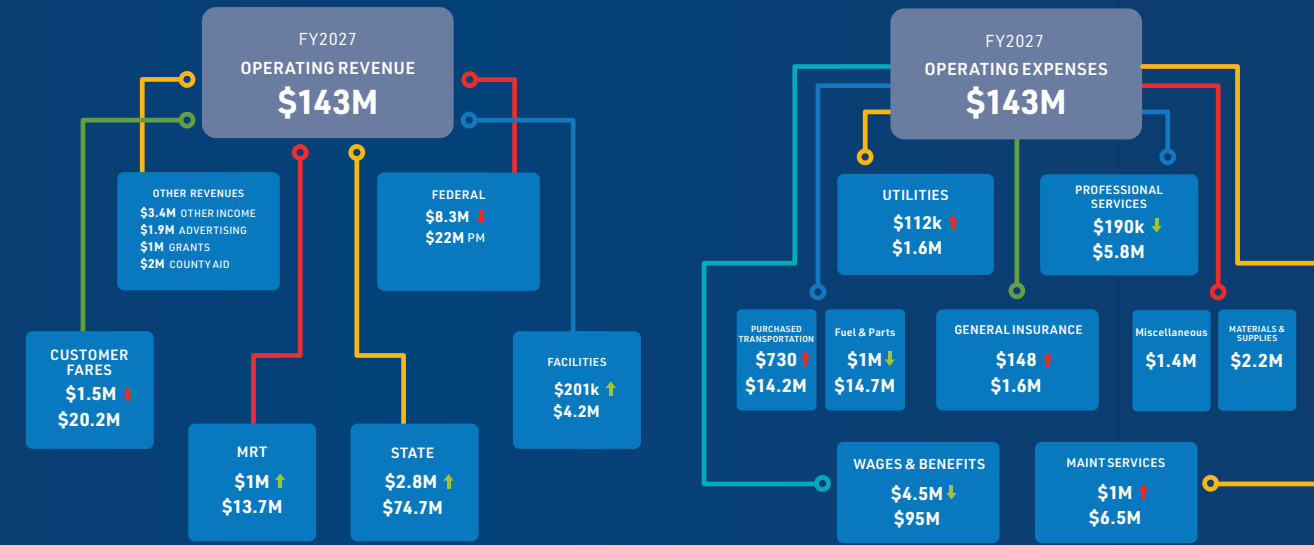 FY2027
OPERATING REVENUE
$143M
OTHER REVENUES
$3.4M OTHER INCOME
$1.9M ADVERTISING
$1M GRANTS
$2M COUNTY AID
FEDERAL
$8.3M
$22M PM
CUSTOMER
FARES
$1.5M
$20.2M
MRT
$1M
$13.7M
STATE
$2.8M
$74.7M
FACILITIES
$201k
$4.2M
FY2027
OPERATING EXPENSES
$143M
UTILITIES
$112k
$1.6M
PROFESSIONAL
SERVICES
$190k
$5.8M
PURCHASED
TRANSPORTATION
$730
$14.2M
Fuel & Parts
$1M
$14.7M
GENERAL INSURANCE
$148
$1.6M
Miscellaneous
$1.4M
MATERIALS &
SUPPLIES
$2.2M
WAGES & BENEFITS
$4.5M
$95M
MAINT SERVICES
$1M
$6.5M